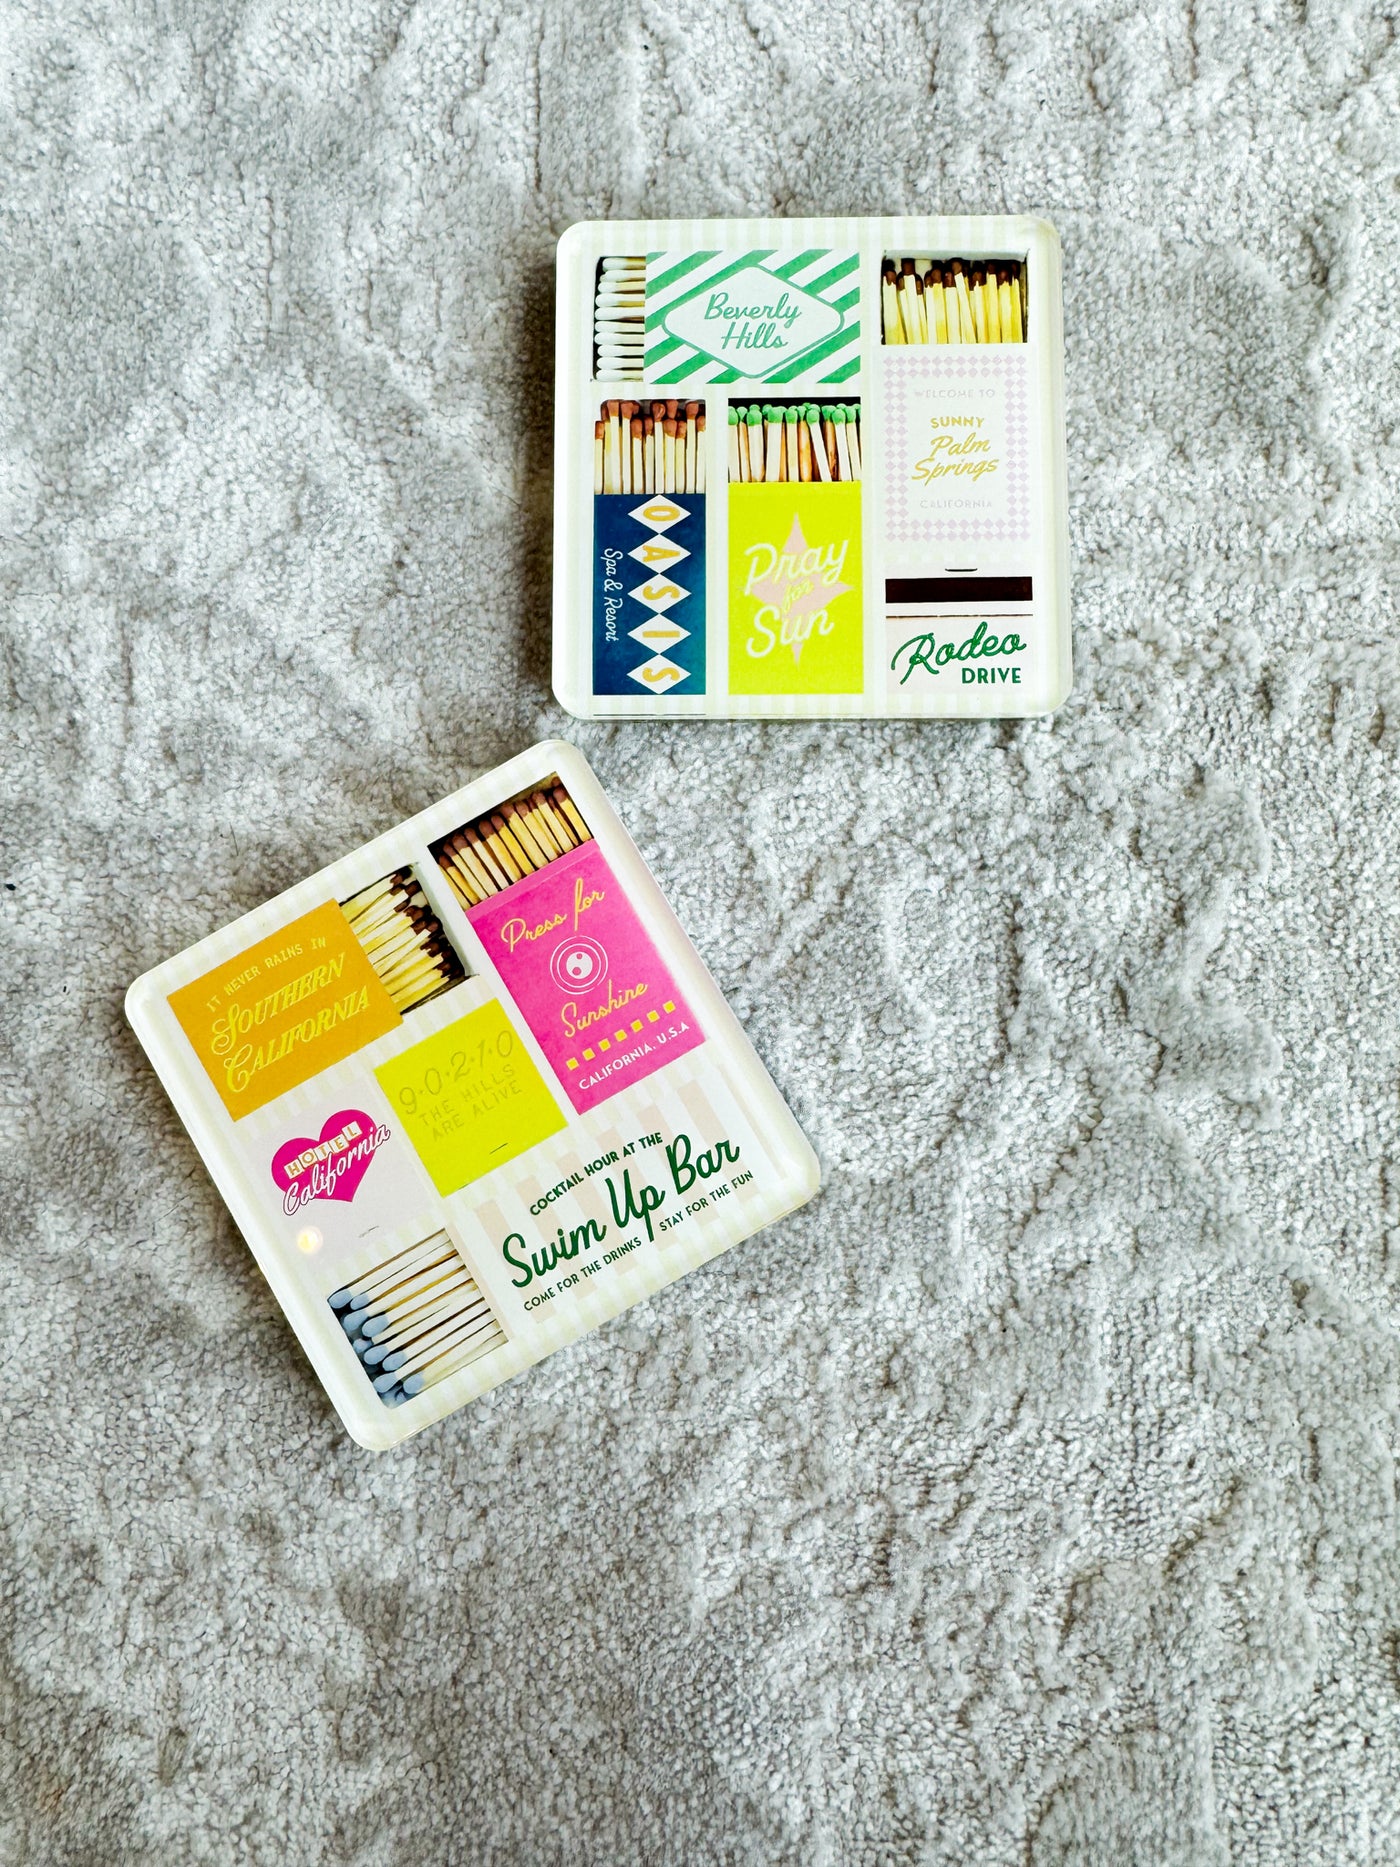 Beverly
Hills
WELCOME TO
SUNNY
Palm
Springs
CALIFORNIA
OASIS
Spa & Resort
Pray
for
Sun
Rodeo
DRIVE
Press for
Sunshine
CALIFORNIA, U.S.A
IT NEVER RAINS IN
SOUTHERN
CALIFORNIA
9·0·2·1·0
THE HILLS
ARE ALIVE
HOTEL
California
COCKTAIL HOUR AT THE
Swim Up Bar
COME FOR THE DRINKS STAY FOR THE FUN